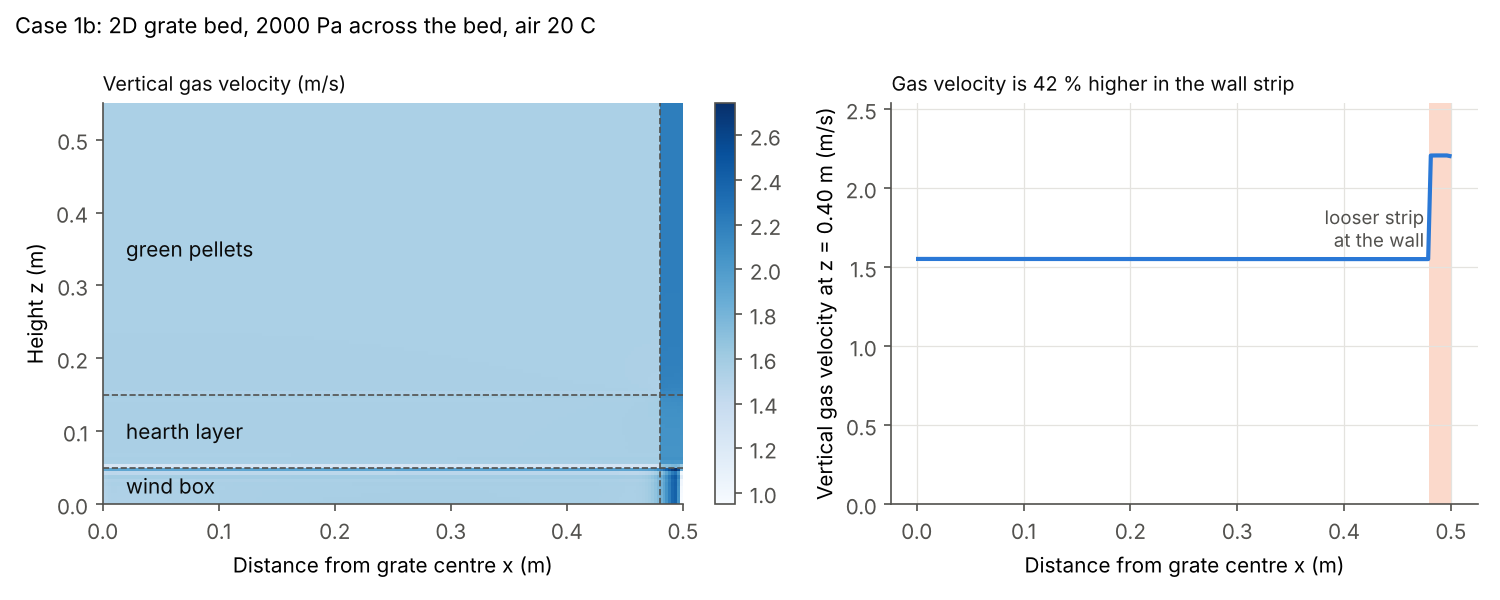 Case 1b: 2D grate bed, 2000 Pa across the bed, air 20 C
Vertical gas velocity (m/s)
Height z (m)
0.5
0.4
0.3
0.2
0.1
0.0
green pellets
hearth layer
wind box
0.0 0.1 0.2 0.3 0.4 0.5
Distance from grate centre x (m)
2.6
2.4
2.2
2.0
1.8
1.6
1.4
1.2
1.0
Gas velocity is 42 % higher in the wall strip
Vertical gas velocity at z = 0.40 m (m/s)
2.5
2.0
1.5
1.0
0.5
0.0
looser strip
at the wall
0.0 0.1 0.2 0.3 0.4 0.5
Distance from grate centre x (m)